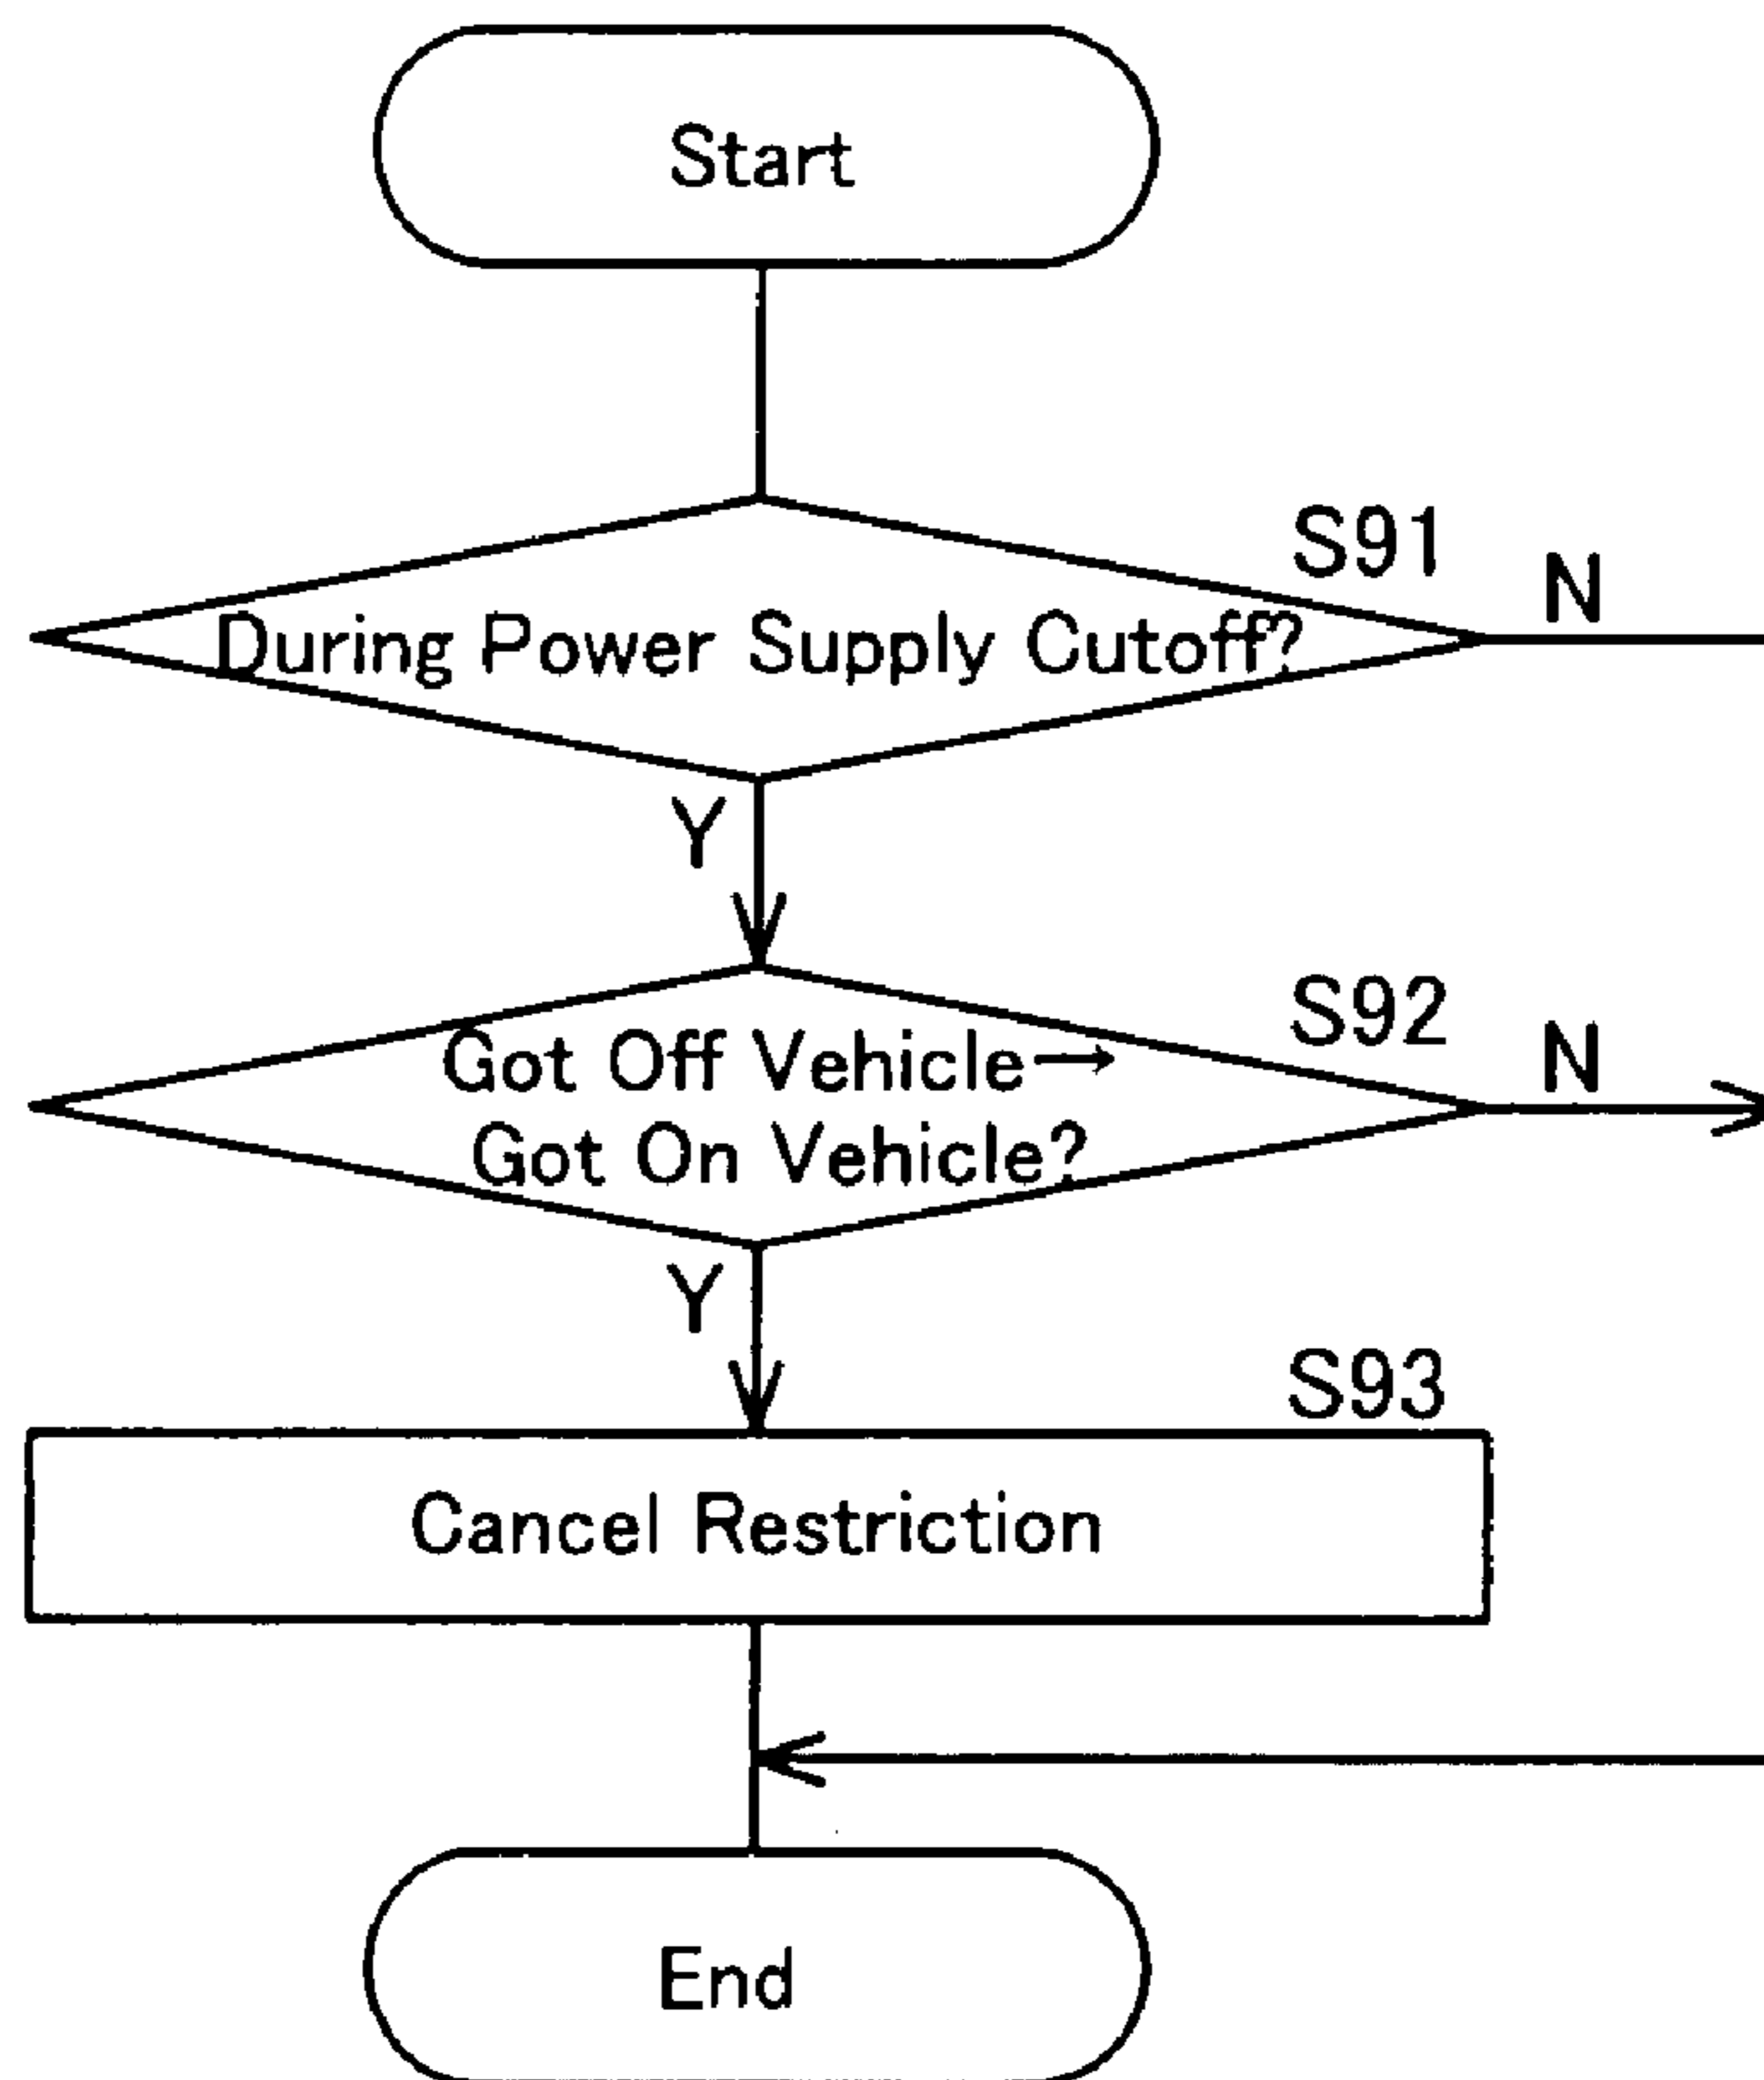 Start
S91
N
During Power Supply Cutoff?
Y
S92
N
Got Off Vehicle→
Got On Vehicle?
Y
S93
Cancel Restriction
End